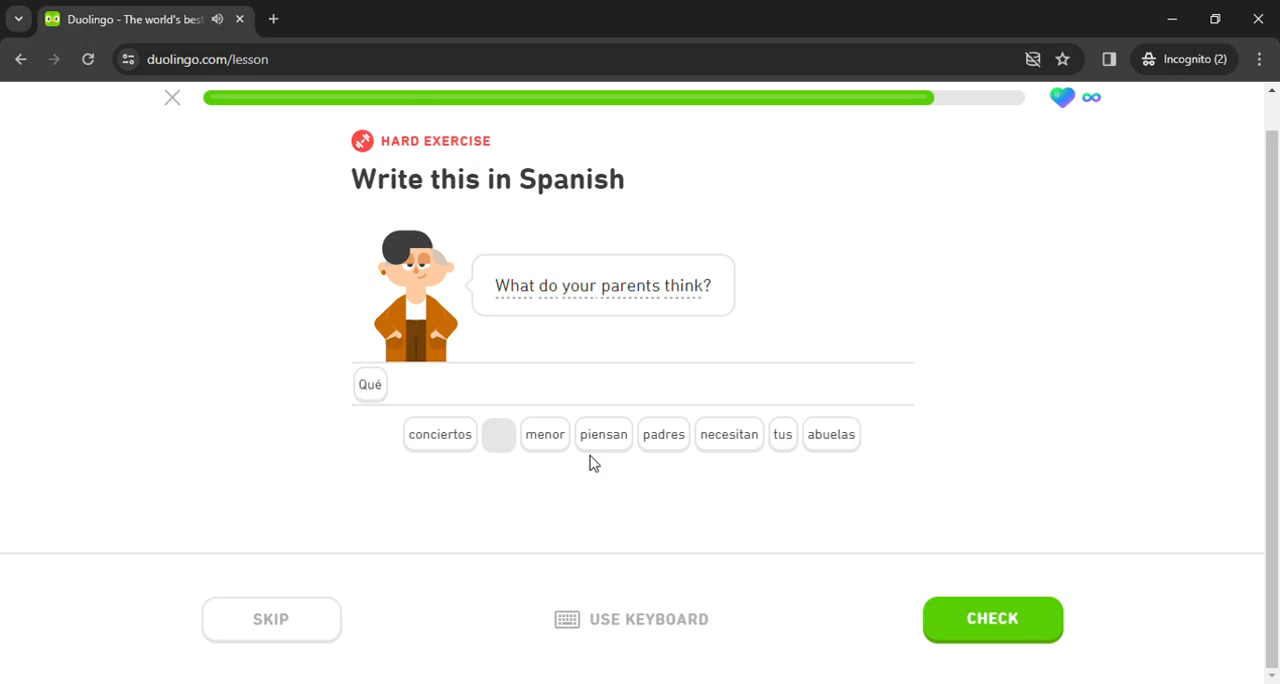 Duolingo - The world's bes
duolingo.com/lesson
Incognito (2)
HARD EXERCISE
Write this in Spanish
What do your parents think?
Qué
conciertos menor piensan padres necesitan tus abuelas
SKIP USE KEYBOARD CHECK